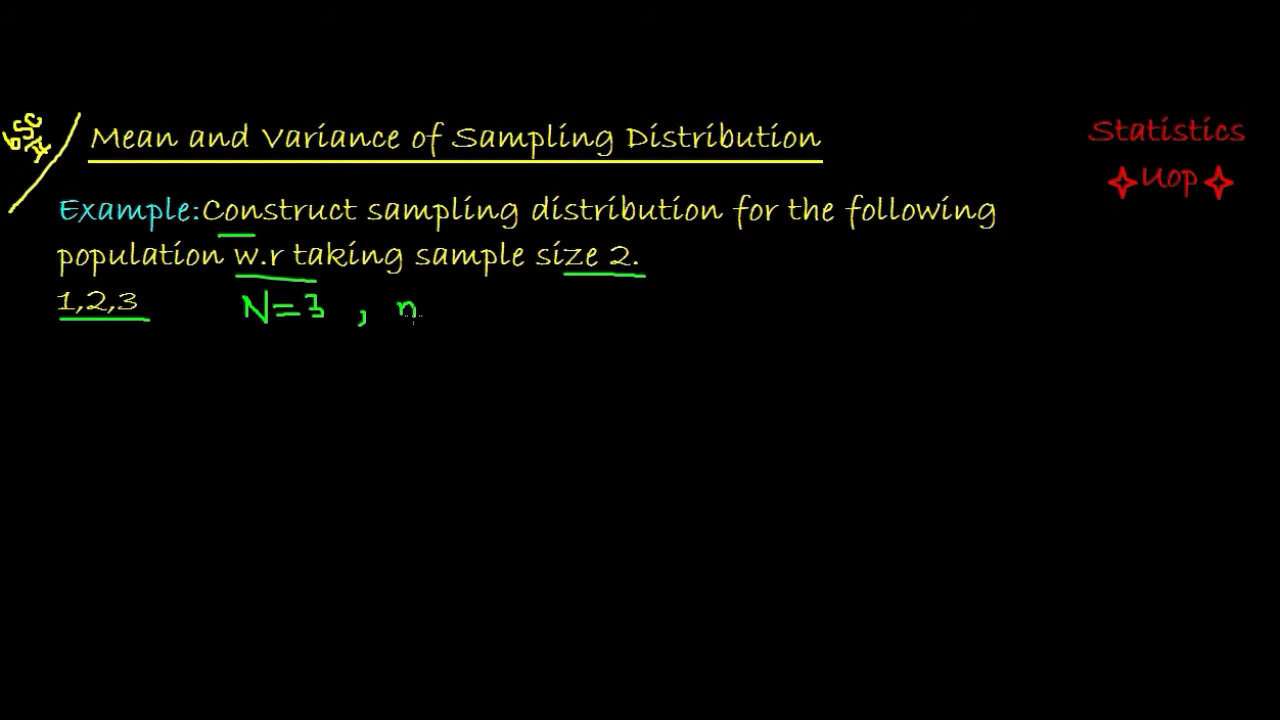 Mean and Variance of Sampling Distribution
Statistics
Uop
Example:Construct sampling distribution for the following
population w.r taking sample size 2.
1,2,3 N=3 , n